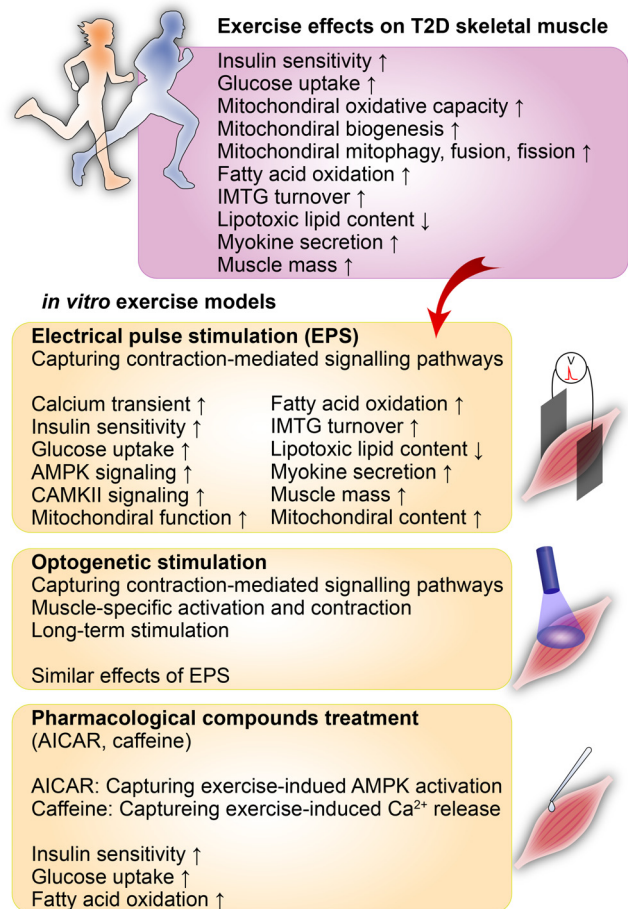 Exercise effects on T2D skeletal muscle
Insulin sensitivity ↑
Glucose uptake ↑
Mitochondiral oxidative capacity ↑
Mitochondiral biogenesis ↑
Mitochondiral mitophagy, fusion, fission ↑
Fatty acid oxidation ↑
IMTG turnover ↑
Lipotoxic lipid content ↓
Myokine secretion ↑
Muscle mass ↑
in vitro exercise models
Electrical pulse stimulation (EPS)
Capturing contraction-mediated signalling pathways
Calcium transient ↑
Insulin sensitivity ↑
Glucose uptake ↑
AMPK signaling ↑
CAMKII signaling ↑
Mitochondiral function ↑
Fatty acid oxidation ↑
IMTG turnover ↑
Lipotoxic lipid content ↓
Myokine secretion ↑
Muscle mass ↑
Mitochondiral content ↑
V
Optogenetic stimulation
Capturing contraction-mediated signalling pathways
Muscle-specific activation and contraction
Long-term stimulation
Similar effects of EPS
Pharmacological compounds treatment
(AICAR, caffeine)
AICAR: Capturing exercise-indued AMPK activation
Caffeine: Captureing exercise-induced Ca²⁺ release
Insulin sensitivity ↑
Glucose uptake ↑
Fatty acid oxidation ↑